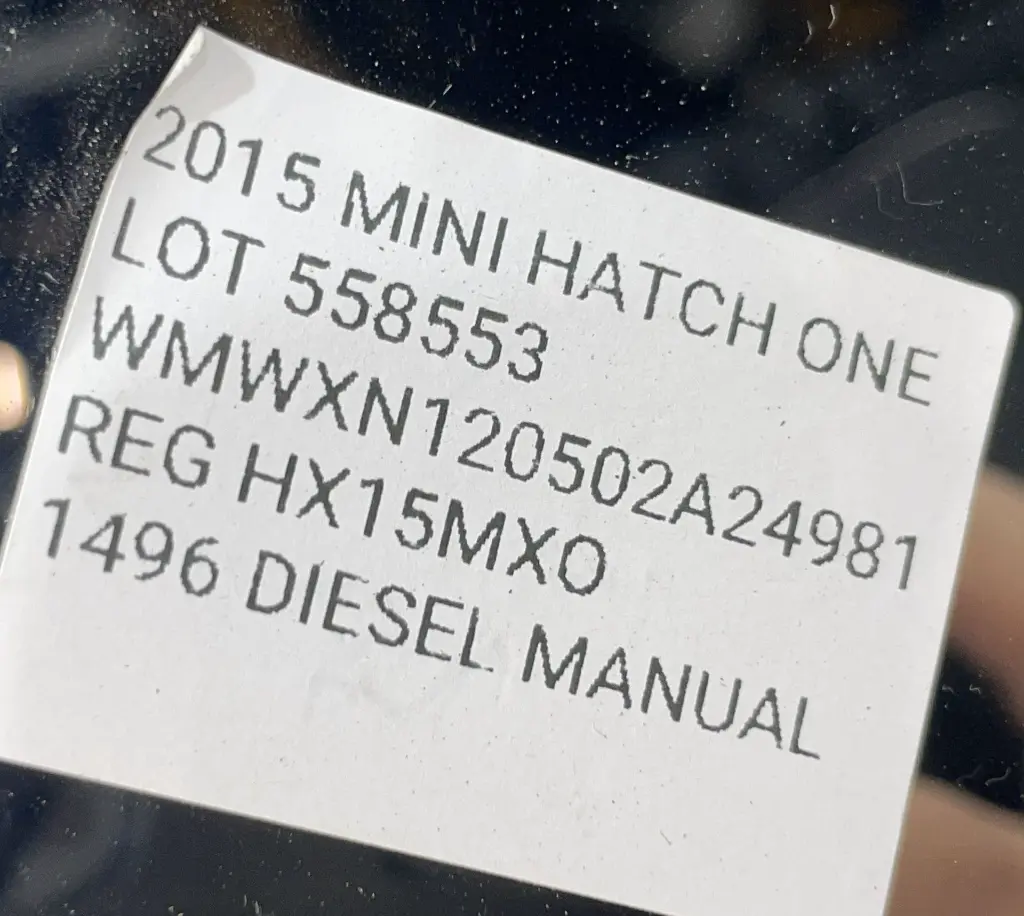 2015 MINI HATCH ONE
LOT 558553
WMWXN120502A24981
REG HX15MXO
1496 DIESEL MANUAL